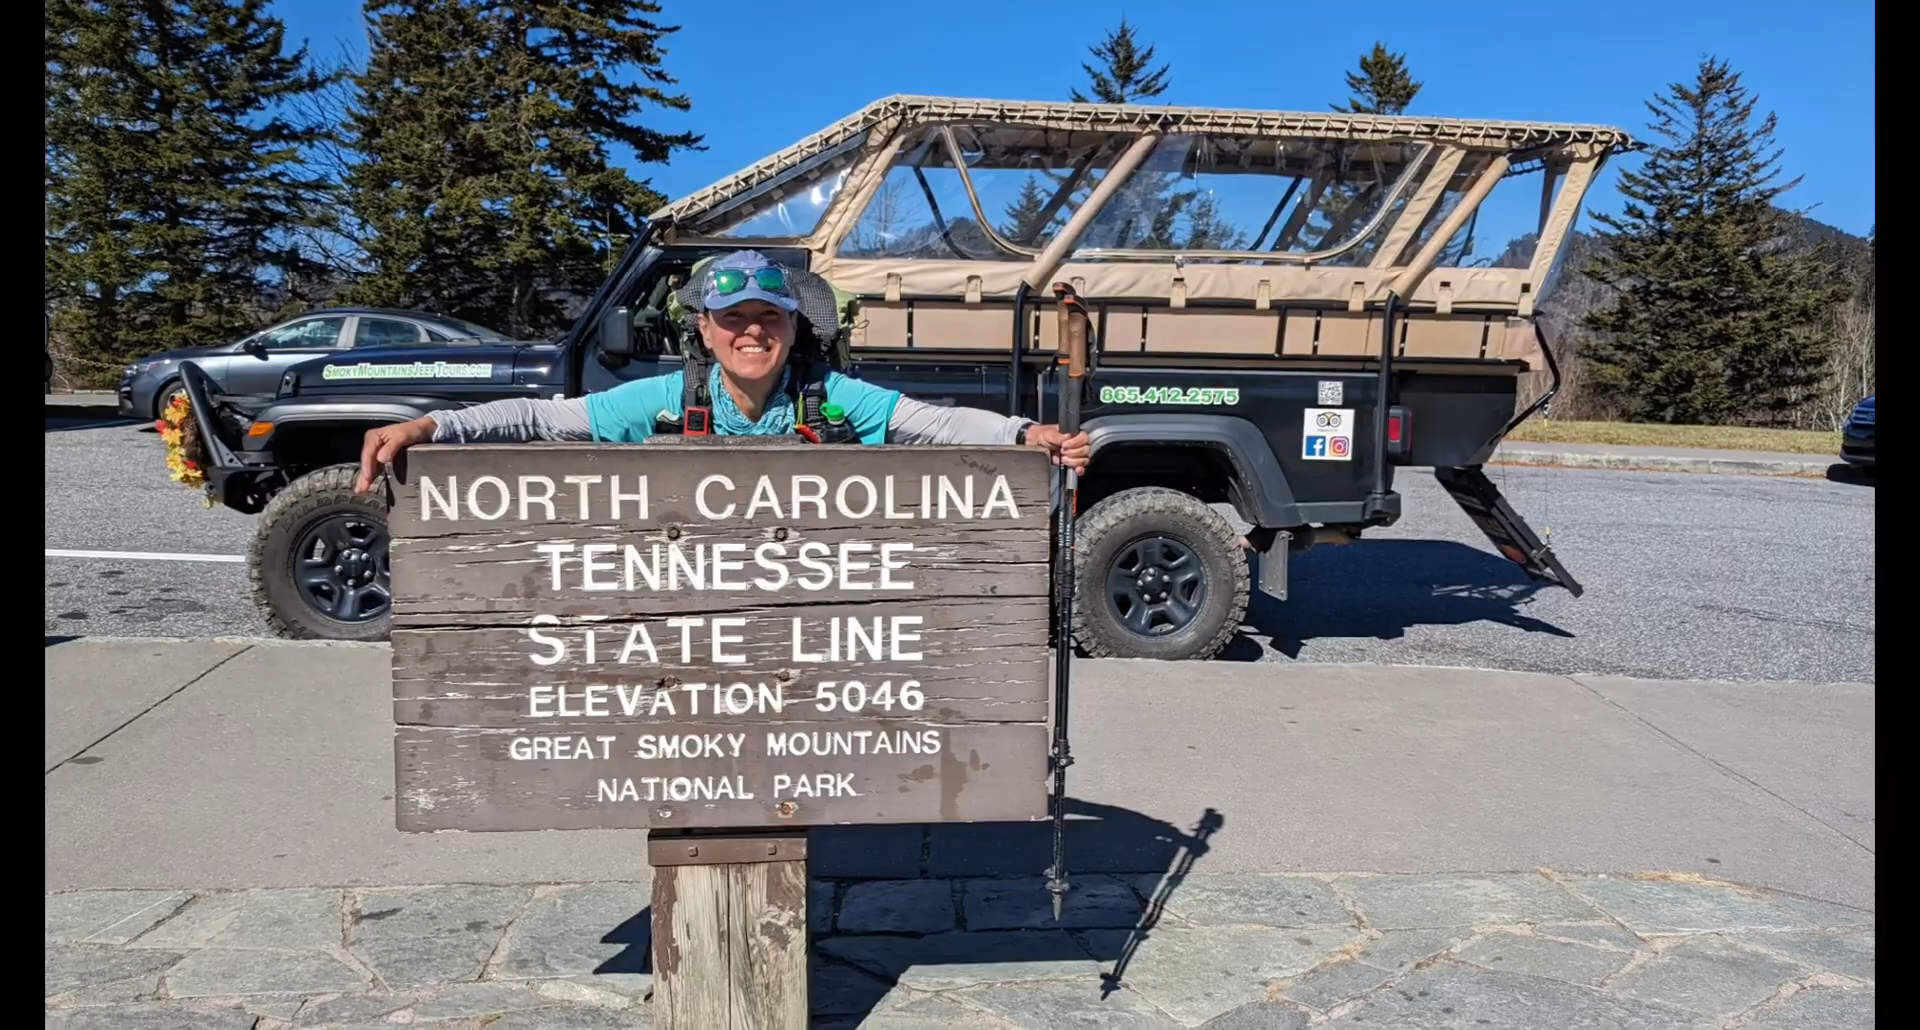 SMOKYMOUNTAINSJEEPTOURS.COM
865.412.2575
NORTH CAROLINA
TENNESSEE
STATE LINE
ELEVATION 5046
GREAT SMOKY MOUNTAINS
NATIONAL PARK